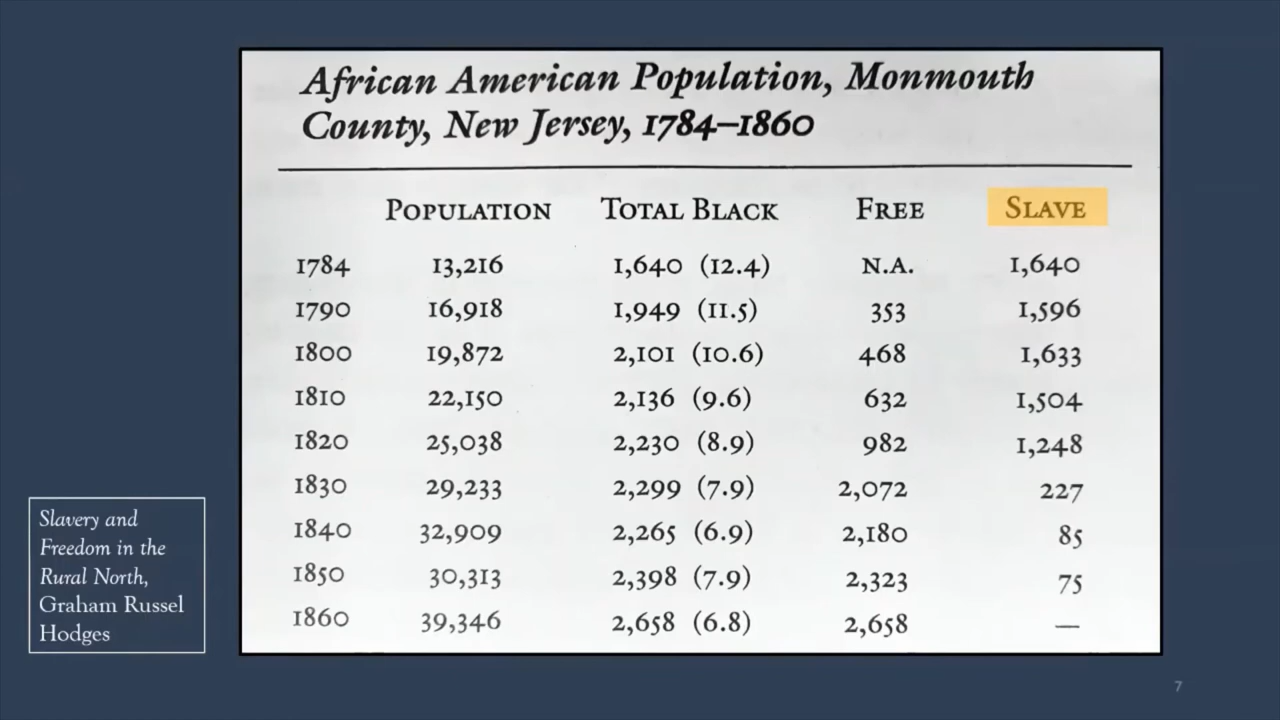 African American Population, Monmouth
County, New Jersey, 1784–1860
POPULATION TOTAL BLACK FREE SLAVE
1784 13,216 1,640 (12.4) N.A. 1,640
1790 16,918 1,949 (11.5) 353 1,596
1800 19,872 2,101 (10.6) 468 1,633
1810 22,150 2,136 (9.6) 632 1,504
1820 25,038 2,230 (8.9) 982 1,248
1830 29,233 2,299 (7.9) 2,072 227
1840 32,909 2,265 (6.9) 2,180 85
1850 30,313 2,398 (7.9) 2,323 75
1860 39,346 2,658 (6.8) 2,658 —
Slavery and
Freedom in the
Rural North,
Graham Russel
Hodges
7